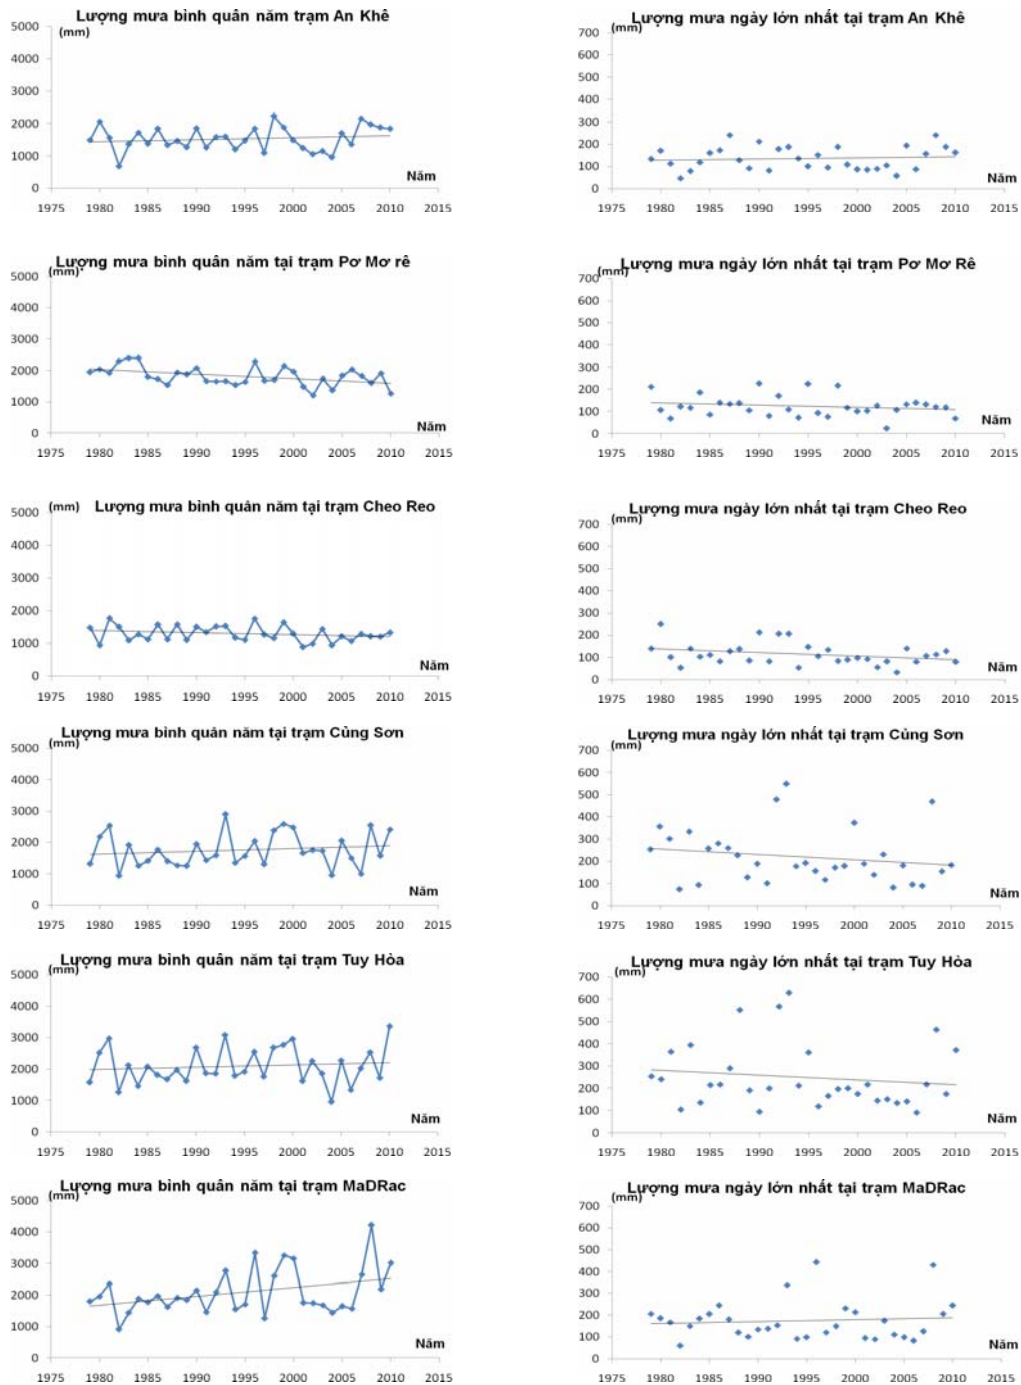 Lượng mưa bình quân năm trạm An Khê
(mm)
5000
4000
3000
2000
1000
0
Năm
1975 1980 1985 1990 1995 2000 2005 2010 2015
Lượng mưa ngày lớn nhất tại trạm An Khê
(mm)
700
600
500
400
300
200
100
0
Năm
1975 1980 1985 1990 1995 2000 2005 2010 2015
Lượng mưa bình quân năm tại trạm Pơ Mơ rê
(mm)
5000
4000
3000
2000
1000
0
Năm
1975 1980 1985 1990 1995 2000 2005 2010 2015
Lượng mưa ngày lớn nhất tại trạm Pơ Mơ Rê
(mm)
700
600
500
400
300
200
100
0
Năm
1975 1980 1985 1990 1995 2000 2005 2010 2015
(mm) Lượng mưa bình quân năm tại trạm Cheo Reo
5000
4000
3000
2000
1000
0
1975 1980 1985 1990 1995 2000 2005 2010 2015
Lượng mưa ngày lớn nhất tại trạm Cheo Reo
(mm)
700
600
500
400
300
200
100
0
1975 1980 1985 1990 1995 2000 2005 2010 2015
Lượng mưa bình quân năm tại trạm Củng Sơn
(mm)
5000
4000
3000
2000
1000
0
Năm
1975 1980 1985 1990 1995 2000 2005 2010 2015
Lượng mưa ngày lớn nhất tại trạm Củng Sơn
(mm)
700
600
500
400
300
200
100
0
Năm
1975 1980 1985 1990 1995 2000 2005 2010 2015
Lượng mưa bình quân năm tại trạm Tuy Hòa
(mm)
5000
4000
3000
2000
1000
0
Năm
1975 1980 1985 1990 1995 2000 2005 2010 2015
Lượng mưa ngày lớn nhất tại trạm Tuy Hòa
(mm)
700
600
500
400
300
200
100
0
Năm
1975 1980 1985 1990 1995 2000 2005 2010 2015
Lượng mưa bình quân năm tại trạm MaDRac
(mm)
5000
4000
3000
2000
1000
0
Năm
1975 1980 1985 1990 1995 2000 2005 2010 2015
Lượng mưa ngày lớn nhất tại trạm MaDRac
(mm)
700
600
500
400
300
200
100
0
Năm
1975 1980 1985 1990 1995 2000 2005 2010 2015